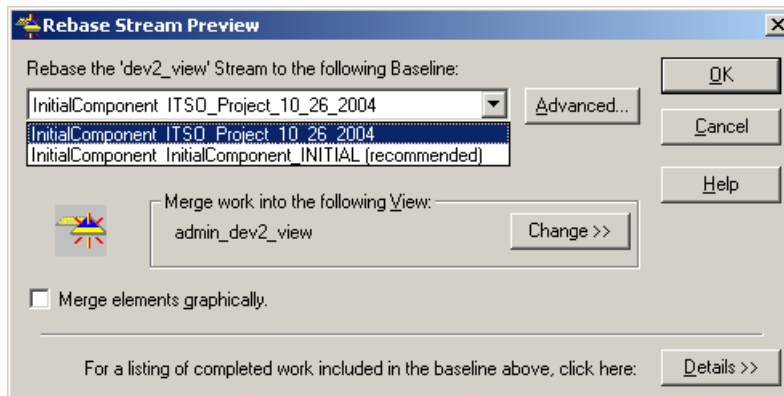 Rebase Stream Preview
Rebase the 'dev2_view' Stream to the following Baseline:
InitialComponent ITSO_Project_10_26_2004
InitialComponent ITSO_Project_10_26_2004
InitialComponent InitialComponent_INITIAL (recommended)
Advanced...
OK
Cancel
Help
Merge work into the following View:
admin_dev2_view
Change >>
Merge elements graphically.
For a listing of completed work included in the baseline above, click here:
Details >>